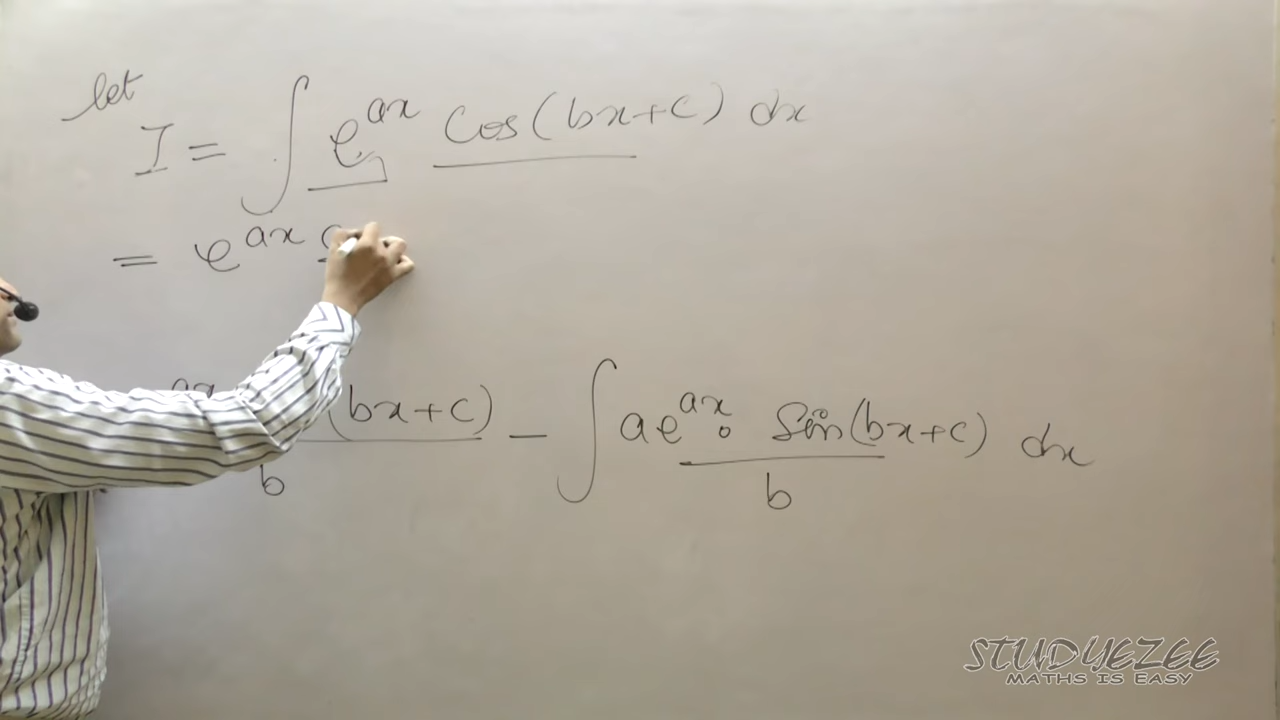 let
I = ∫ e^{ax} cos(bx+c) dx
= e^{ax}
(bx+c) / b − ∫ ae^{ax} · Sin(bx+c) / b dx
STUDYEZEE
MATHS IS EASY